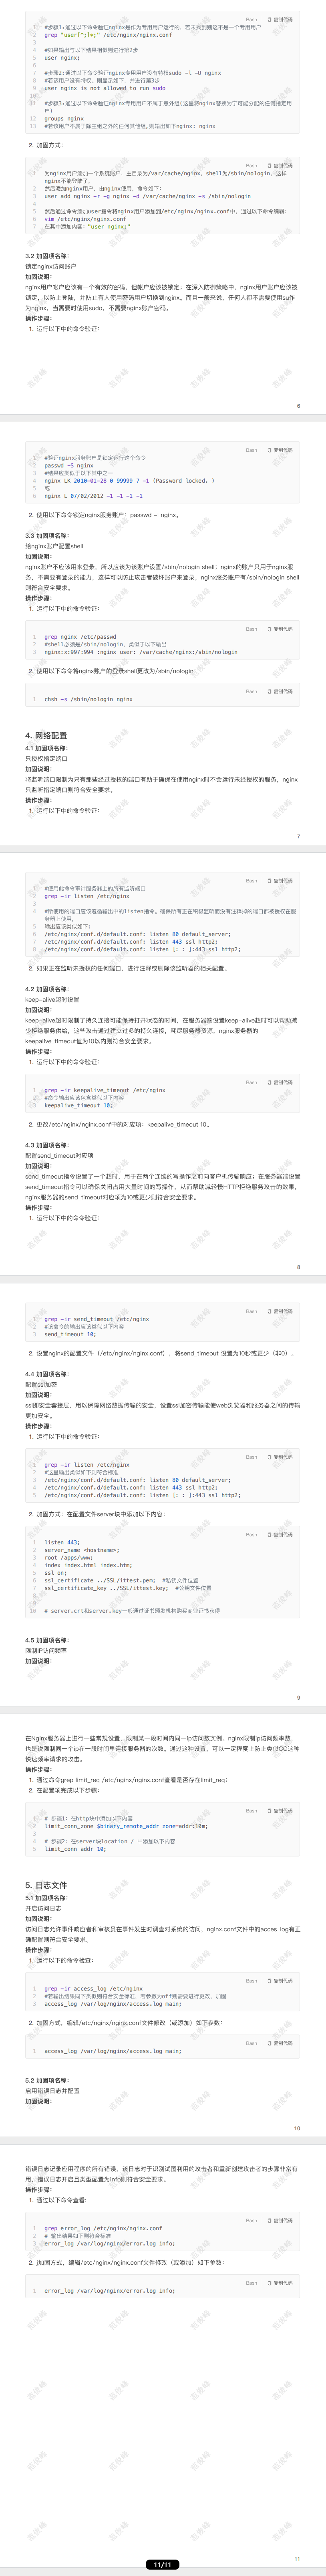 Bash 复制代码
1 #步骤1:通过以下命令验证nginx是作为专用用户运行的，若未找到则这不是一个专用用户
2 grep "user[^;]*;" /etc/nginx/nginx.conf
3
4 #如果输出与以下结果相似则进行第2步
5 user nginx;
6
7 #步骤2:通过以下命令验证nginx专用用户没有特权sudo -l -U nginx
8 #若该用户没有特权，则显示如下，并进行第3步
9 user nginx is not allowed to run sudo
10
11 #步骤3:通过以下命令验证nginx专用用户不属于意外组(这里的nginx替换为于可能分配的任何指定用
户)
12 groups nginx
13 #若该用户不属于除主组之外的任何其他组,则输出如下nginx: nginx
2. 加固方式：
Bash 复制代码
1 为nginx用户添加一个系统账户，主目录为/var/cache/nginx, shell为/sbin/nologin，这样
nginx不能登陆了，
2 然后添加nginx用户，由nginx使用，命令如下：
3 user add nginx -r -g nginx -d /var/cache/nginx -s /sbin/nologin
4
5 然后通过命令添加user指令将nginx用户添加到/etc/nginx/nginx.conf中，通过以下命令编辑：
6 vim /etc/nginx/nginx.conf
7 在其中添加内容："user nginx;"
3.2 加固项名称：
锁定nginx访问账户
加固说明：
nginx用户账户应该有一个有效的密码，但帐户应该被锁定；在深入防御策略中，nginx用户账户应该被
锁定，以防止登陆，并防止有人使用密码用户切换到nginx。而且一般来说，任何人都不需要使用su作
为nginx，当需要时使用sudo，不需要nginx账户密码。
操作步骤：
1. 运行以下中的命令验证：
6
Bash 复制代码
1 #验证nginx服务账户是锁定运行这个命令
2 passwd -S nginx
3 #结果应类似于以下其中之一
4 nginx LK 2010-01-28 0 99999 7 -1 (Password locked. )
5 或
6 nginx L 07/02/2012 -1 -1 -1 -1
2. 使用以下命令锁定nginx服务账户：passwd -l nginx。
3.3 加固项名称：
给nginx账户配置shell
加固说明：
nginx账户不应该用来登录，所以应该为该账户设置/sbin/nologin shell；nginx的账户只用于nginx服
务，不需要有登录的能力，这样可以防止攻击者破坏账户来登录，nginx服务账户有/sbin/nologin shell
则符合安全要求。
操作步骤：
1. 运行以下中的命令验证：
Bash 复制代码
1 grep nginx /etc/passwd
2 #shell必须是/sbin/nologin，类似于以下输出
3 nginx:x:997:994 :nginx user: /var/cache/nginx:/sbin/nologin
2. 使用以下命令将nginx账户的登录shell更改为/sbin/nologin：
Bash 复制代码
1 chsh -s /sbin/nologin nginx
4. 网络配置
4.1 加固项名称：
只授权指定端口
加固说明：
将监听端口限制为只有那些经过授权的端口有助于确保在使用nginx时不会运行未经授权的服务，nginx
只监听指定端口则符合安全要求。
操作步骤：
1. 运行以下中的命令验证：
7
Bash 复制代码
1 #使用此命令审计服务器上的所有监听端口
2 grep -ir listen /etc/nginx
3
4 #所使用的端口应该遵循输出中的listen指令。确保所有正在积极监听而没有注释掉的端口都被授权在服
务器上使用。
5 输出应该类似如下：
6 /etc/nginx/conf.d/default.conf: listen 80 default_server;
7 /etc/nginx/conf.d/default.conf: listen 443 ssl http2;
8 /etc/nginx/conf.d/default.conf: listen [: : ]:443 ssl http2;
2. 如果正在监听未授权的任何端口，进行注释或删除该监听器的相关配置。
4.2 加固项名称：
keep-alive超时设置
加固说明：
keep-alive超时限制了持久连接可能保持打开状态的时间。在服务器端设置keep-alive超时可以帮助减
少拒绝服务供给，这些攻击通过建立过多的持久连接，耗尽服务器资源，nginx服务器的
keepalive_timeout值为10以内则符合安全要求。
操作步骤：
1. 运行以下中的命令验证：
Bash 复制代码
1 grep -ir keepalive_timeout /etc/nginx
2 #命令输出应该包含类似以下内容
3 keepalive_timeout 10;
2. 更改/etc/nginx/nginx.conf中的对应项：keepalive_timeout 10。
4.3 加固项名称：
配置send_timeout对应项
加固说明：
send_timeout指令设置了一个超时，用于在两个连续的写操作之前向客户机传输响应；在服务器端设置
send_timeout指令可以确保关闭占用大量时间的写操作，从而帮助减轻慢HTTP拒绝服务攻击的效果，
nginx服务器的send_timeout对应项为10或更少则符合安全要求。
操作步骤：
1. 运行以下中的命令验证：
8
Bash 复制代码
1 grep -ir send_timeout /etc/nginx
2 #该命令的输出应该类似以下内容
3 send_timeout 10;
2. 设置nginx的配置文件（/etc/nginx/nginx.conf），将send_timeout 设置为10秒或更少（非0）。
4.4 加固项名称：
配置ssl加密
加固说明：
ssl即安全套接层，用以保障网络数据传输的安全，设置ssl加密传输能使web浏览器和服务器之间的传输
更加安全。
操作步骤：
1. 运行以下中的命令验证：
Bash 复制代码
1 grep -ir listen /etc/nginx
2 #这是输出类似如下则符合标准
3 /etc/nginx/conf.d/default.conf: listen 80 default_server;
4 /etc/nginx/conf.d/default.conf: listen 443 ssl http2;
5 /etc/nginx/conf.d/default.conf: listen [: : ]:443 ssl http2;
2. 加固方式：在配置文件server块中添加以下内容：
Bash 复制代码
1 listen 443;
2 server_name <hostname>;
3 root /apps/www;
4 index index.html index.htm;
5 ssl on;
6 ssl_certificate ../SSL/ittest.pem; #私钥文件位置
7 ssl_certificate_key ../SSL/ittest.key; #公钥文件位置
8
9
10 # server.crt和server.key一般通过证书颁发机构购买商业证书获得
4.5 加固项名称：
限制IP访问频率
加固说明：
9
在Nginx服务器上进行一些常规设置，限制某一段时间内同一ip访问数实例。nginx限制ip访问频率数，
也是说限制同一个ip在一段时间里连接服务器的次数。通过这种设置，可以一定程度上防止类似CC这种
快速频率请求的攻击。
操作步骤：
1. 通过命令grep limit_req /etc/nginx/nginx.conf查看是否存在limit_req；
2. 在配置项完成以下步骤：
Bash 复制代码
1 # 步骤1: 在http块中添加以下内容
2 limit_conn_zone $binary_remote_addr zone=addr:10m;
3
4 # 步骤2: 在server块location / 中添加以下内容
5 limit_conn addr 10;
5. 日志文件
5.1 加固项名称：
开启访问日志
加固说明：
访问日志允许事件响应者和审核员在事件发生时调查对系统的访问，nginx.conf文件中的acces_log有正
确配置则符合安全要求。
操作步骤：
1. 运行以下的命令检查：
Bash 复制代码
1 grep -ir access_log /etc/nginx
2 #若输出结果同下类似则符合安全标准，若参数为off则需要进行更改、加固
3 access_log /var/log/nginx/access.log main;
2. 加固方式，编辑/etc/nginx/nginx.conf文件修改（或添加）如下参数：
Bash 复制代码
1 access_log /var/log/nginx/access.log main;
5.2 加固项名称：
启用错误日志并配置
加固说明：
10
错误日志记录应用程序的所有错误，该日志对于识别试图利用的攻击者和重新创建攻击者的步骤非常有
用，错误日志开启且类型配置为info则符合安全要求。
操作步骤：
1. 通过以下命令查看:
Bash 复制代码
1 grep error_log /etc/nginx/nginx.conf
2 # 输出结果如下则符合标准
3 error_log /var/log/nginx/error.log info;
2. j加固方式，编辑/etc/nginx/nginx.conf文件修改（或添加）如下参数：
Bash 复制代码
1 error_log /var/log/nginx/error.log info;
11
11/11